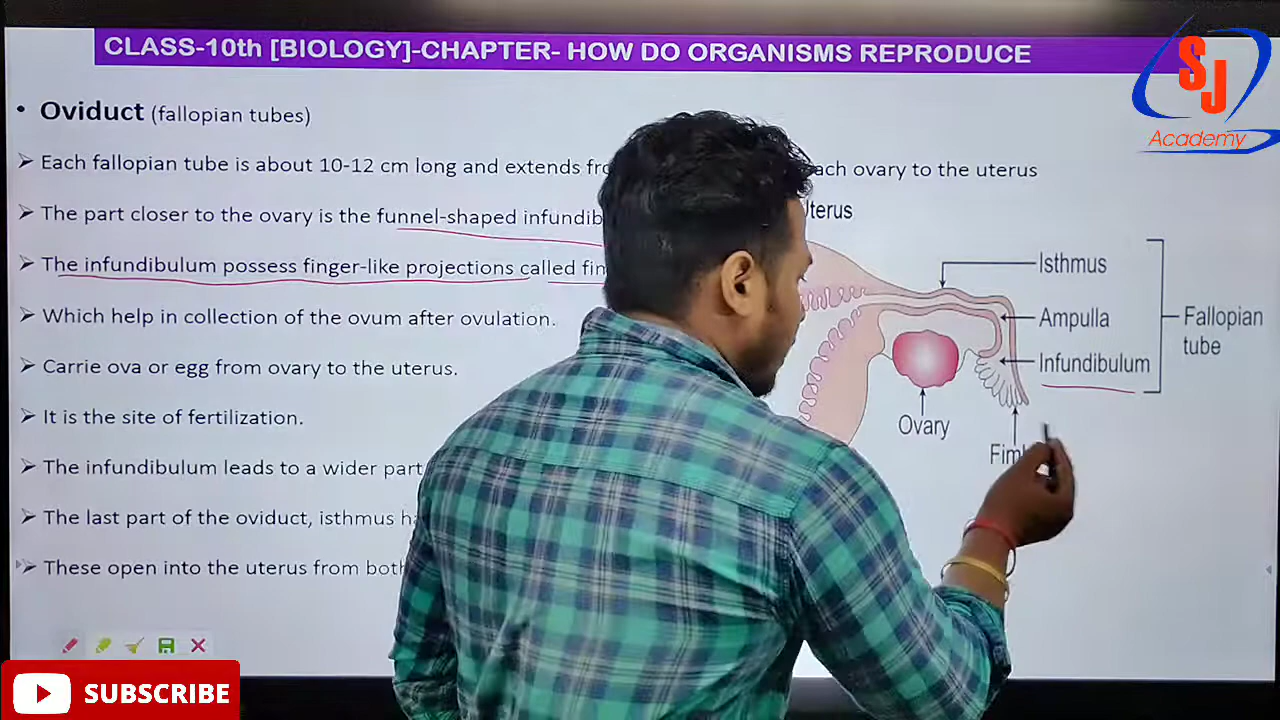 CLASS-10th [BIOLOGY]-CHAPTER- HOW DO ORGANISMS REPRODUCE
SJ
Academy
• Oviduct (fallopian tubes)
➢ Each fallopian tube is about 10-12 cm long and extends ach ovary to the uterus
➢ The part closer to the ovary is the funnel-shaped
Uterus
➢ The infundibulum possess finger-like projections called
Isthmus
➢ Which help in collection of the ovum after ovulation.
Ampulla
Fallopian
tube
Infundibulum
➢ Carrie ova or egg from ovary to the uterus.
➢ It is the site of fertilization.
Ovary
➢ The infundibulum leads to a wider part
➢ The last part of the oviduct, isthmus
➢ These open into the uterus from both
SUBSCRIBE